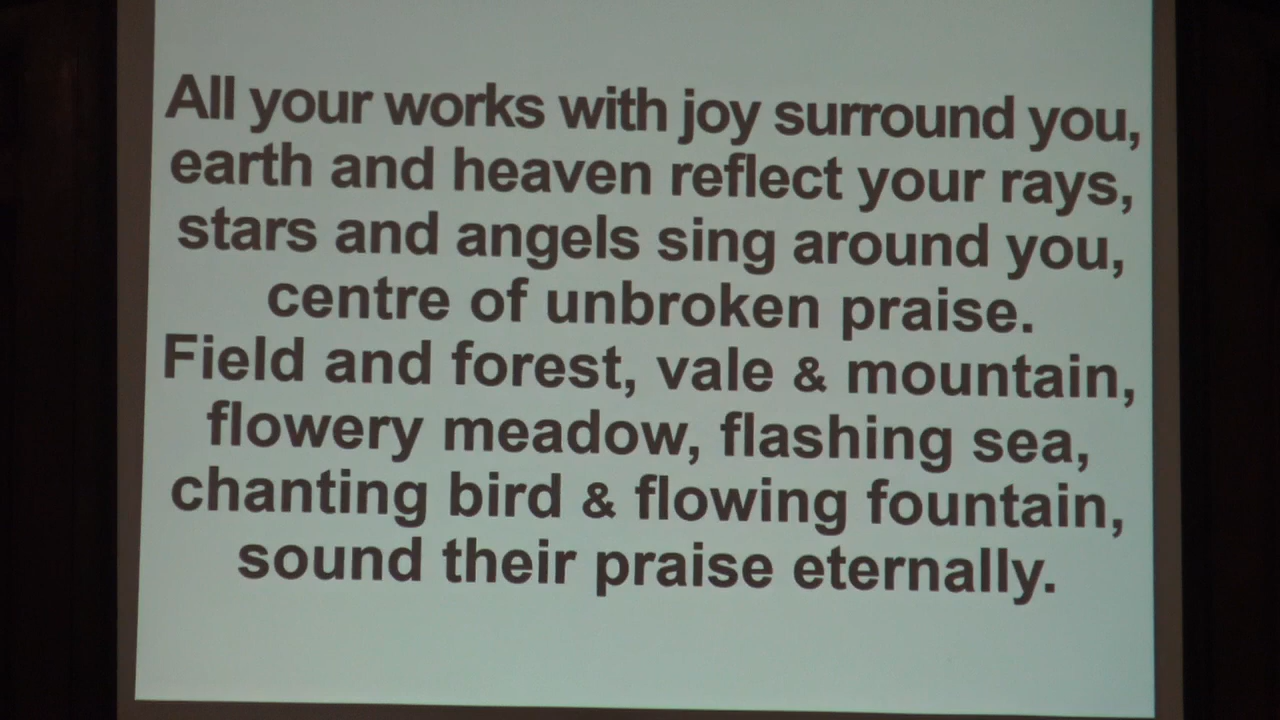 All your works with joy surround you,
earth and heaven reflect your rays,
stars and angels sing around you,
centre of unbroken praise.
Field and forest, vale & mountain,
flowery meadow, flashing sea,
chanting bird & flowing fountain,
sound their praise eternally.